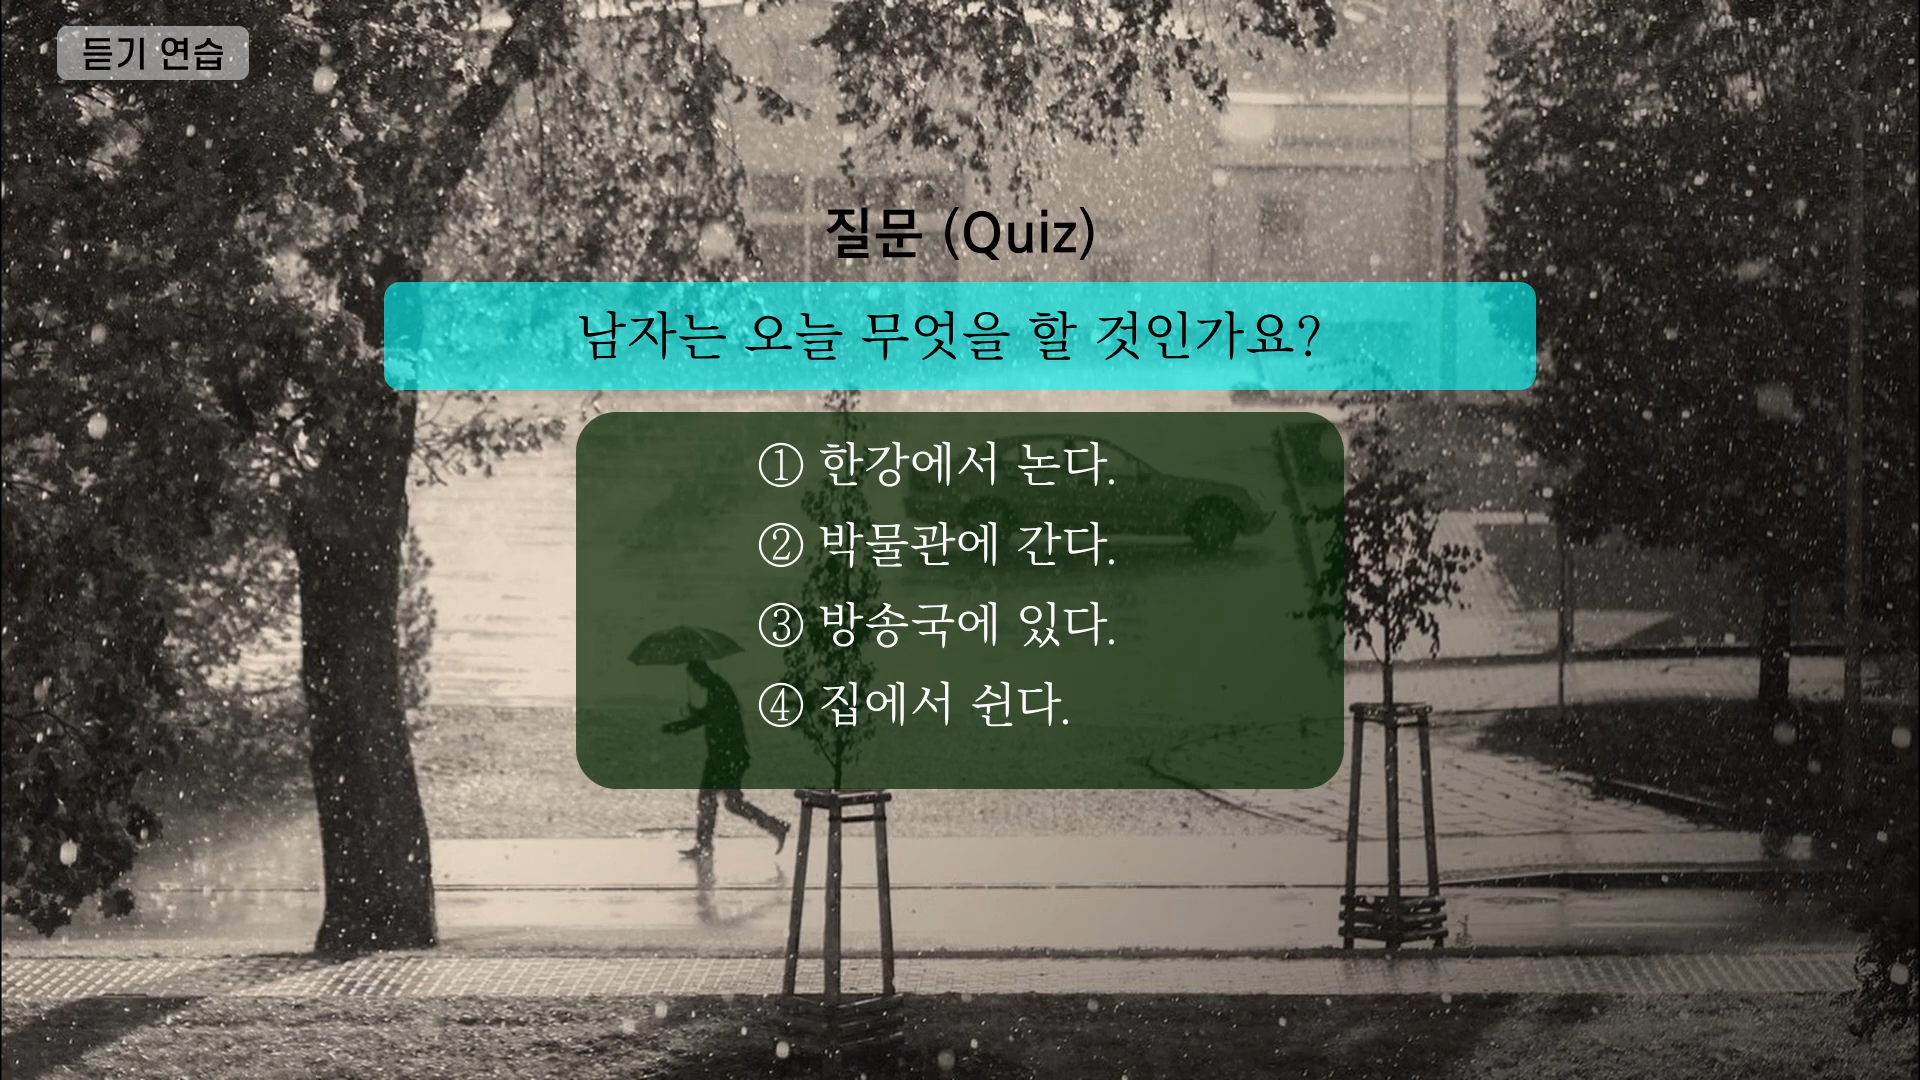 듣기 연습
질문 (Quiz)
남자는 오늘 무엇을 할 것인가요?
① 한강에서 논다.
② 박물관에 간다.
③ 방송국에 있다.
④ 집에서 쉰다.